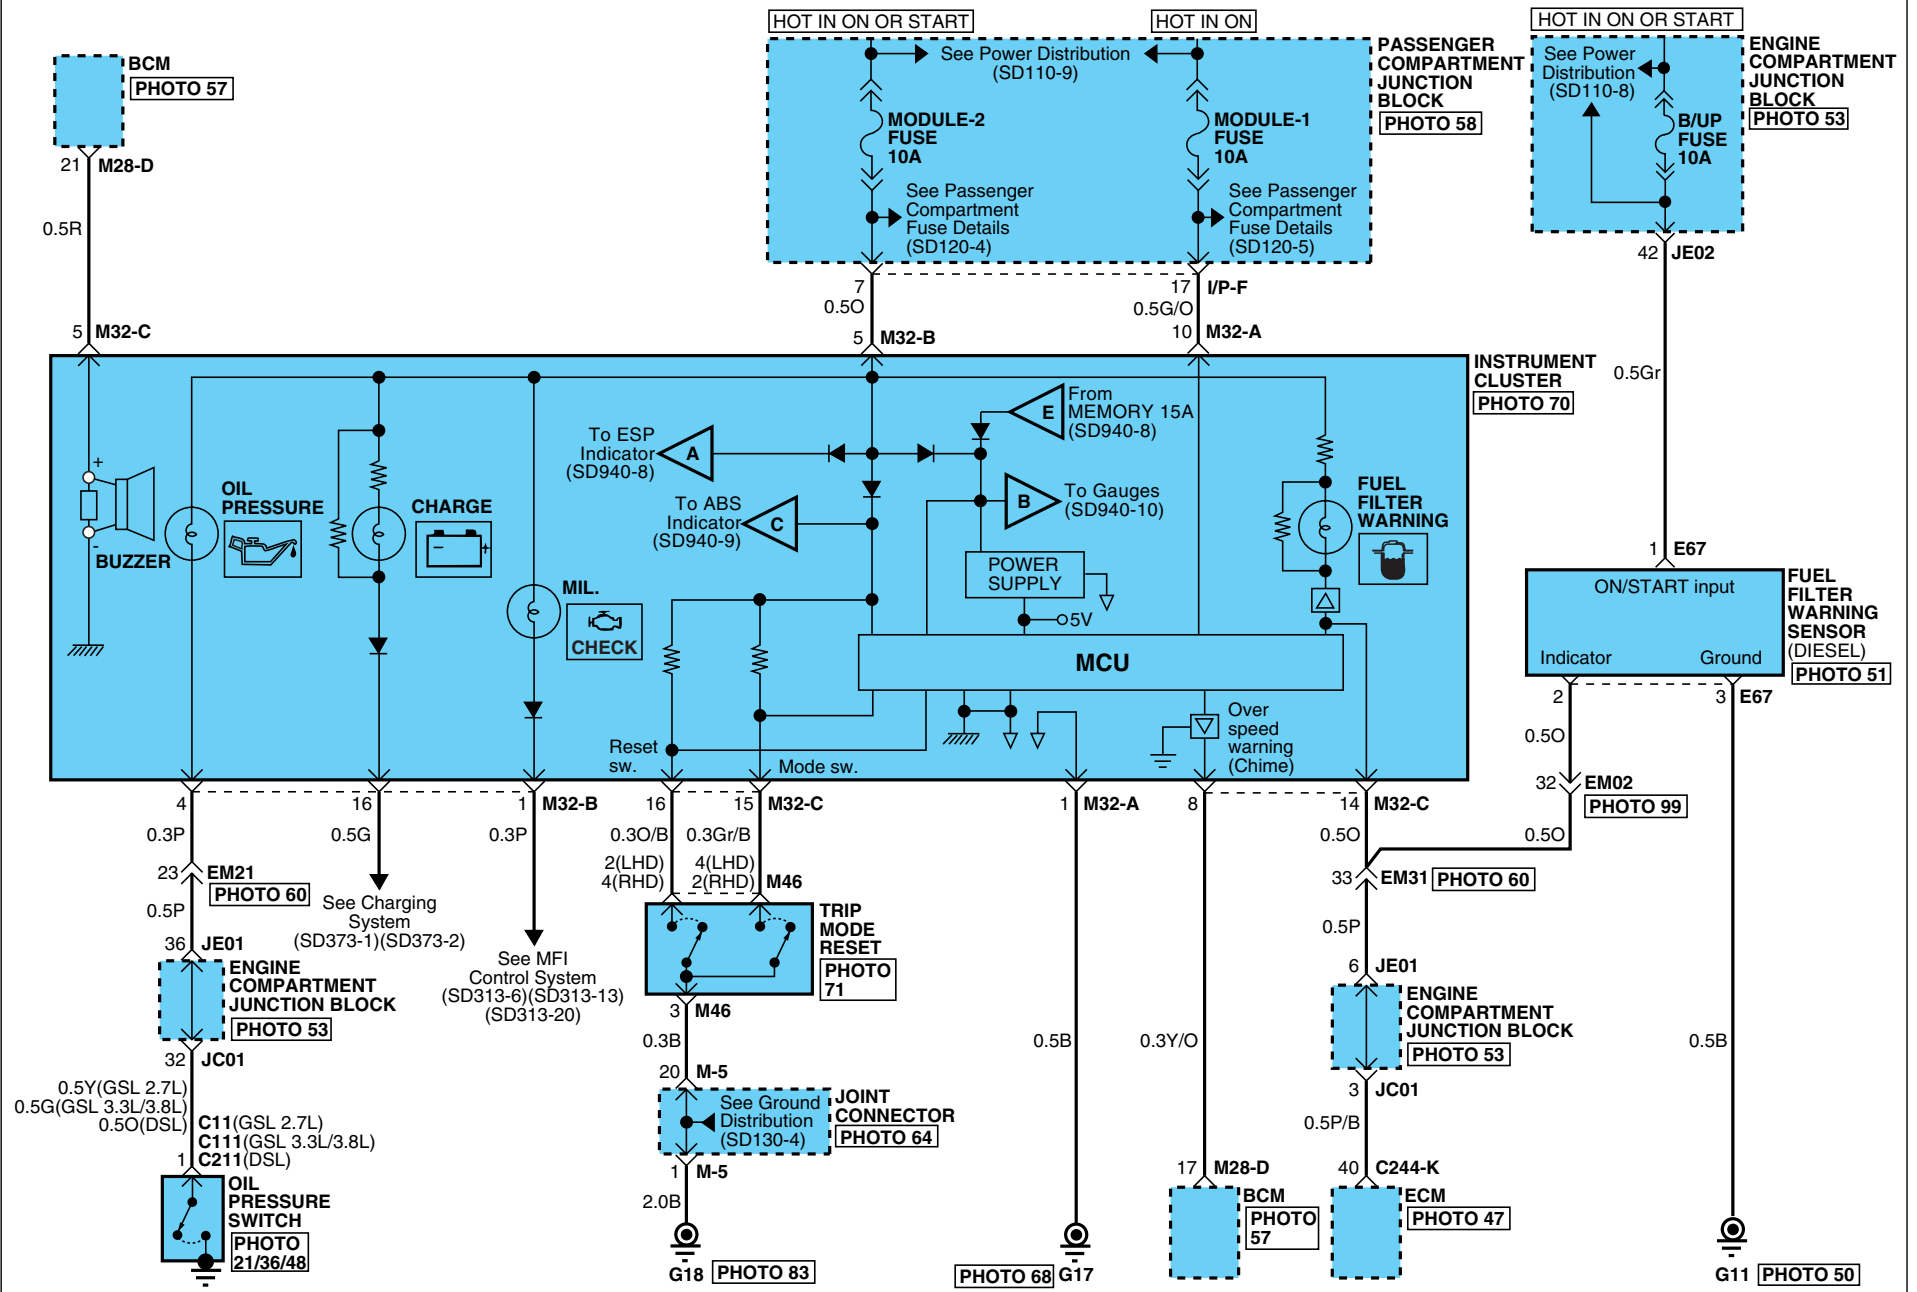 HOT IN ON OR START
HOT IN ON
HOT IN ON OR START
BCM
PHOTO 57
21 M28-D
0.5R
5 M32-C
See Power Distribution
(SD110-9)
MODULE-2
FUSE
10A
See Passenger
Compartment
Fuse Details
(SD120-4)
MODULE-1
FUSE
10A
See Passenger
Compartment
Fuse Details
(SD120-5)
PASSENGER
COMPARTMENT
JUNCTION
BLOCK
PHOTO 58
7
0.5O
5 M32-B
17 I/P-F
0.5G/O
10 M32-A
See Power
Distribution
(SD110-8)
B/UP
FUSE
10A
ENGINE
COMPARTMENT
JUNCTION
BLOCK
PHOTO 53
42 JE02
0.5Gr
1 E67
INSTRUMENT
CLUSTER
PHOTO 70
+
-
BUZZER
OIL
PRESSURE
CHARGE
- +
MIL.
CHECK
To ESP
Indicator
(SD940-8)
A
To ABS
Indicator
(SD940-9)
C
E
From
MEMORY 15A
(SD940-8)
B
To Gauges
(SD940-10)
POWER
SUPPLY
5V
MCU
FUEL
FILTER
WARNING
Reset
sw.
Mode sw.
Over
speed
warning
(Chime)
ON/START input
Indicator
Ground
FUEL
FILTER
WARNING
SENSOR
(DIESEL)
PHOTO 51
2
3 E67
0.5O
32 EM02
PHOTO 99
0.5O
4
16
1 M32-B
16
15 M32-C
1 M32-A
8
14 M32-C
0.3P
23 EM21
PHOTO 60
0.5P
36 JE01
ENGINE
COMPARTMENT
JUNCTION BLOCK
PHOTO 53
32 JC01
0.5Y(GSL 2.7L)
0.5G(GSL 3.3L/3.8L)
0.5O(DSL)
C11(GSL 2.7L)
C111(GSL 3.3L/3.8L)
1 C211(DSL)
OIL
PRESSURE
SWITCH
PHOTO
21/36/48
0.5G
See Charging
System
(SD373-1)(SD373-2)
0.3P
See MFI
Control System
(SD313-6)(SD313-13)
(SD313-20)
0.3O/B
0.3Gr/B
2(LHD)
4(RHD)
4(LHD)
2(RHD)
M46
TRIP
MODE
RESET
PHOTO
71
3 M46
0.3B
20 M-5
See Ground
Distribution
(SD130-4)
JOINT
CONNECTOR
PHOTO 64
1 M-5
2.0B
G18 PHOTO 83
0.5B
PHOTO 68 G17
0.3Y/O
17 M28-D
BCM
PHOTO
57
0.5O
33 EM31 PHOTO 60
0.5P
6 JE01
ENGINE
COMPARTMENT
JUNCTION BLOCK
PHOTO 53
3 JC01
0.5P/B
40 C244-K
ECM
PHOTO 47
0.5B
G11 PHOTO 50